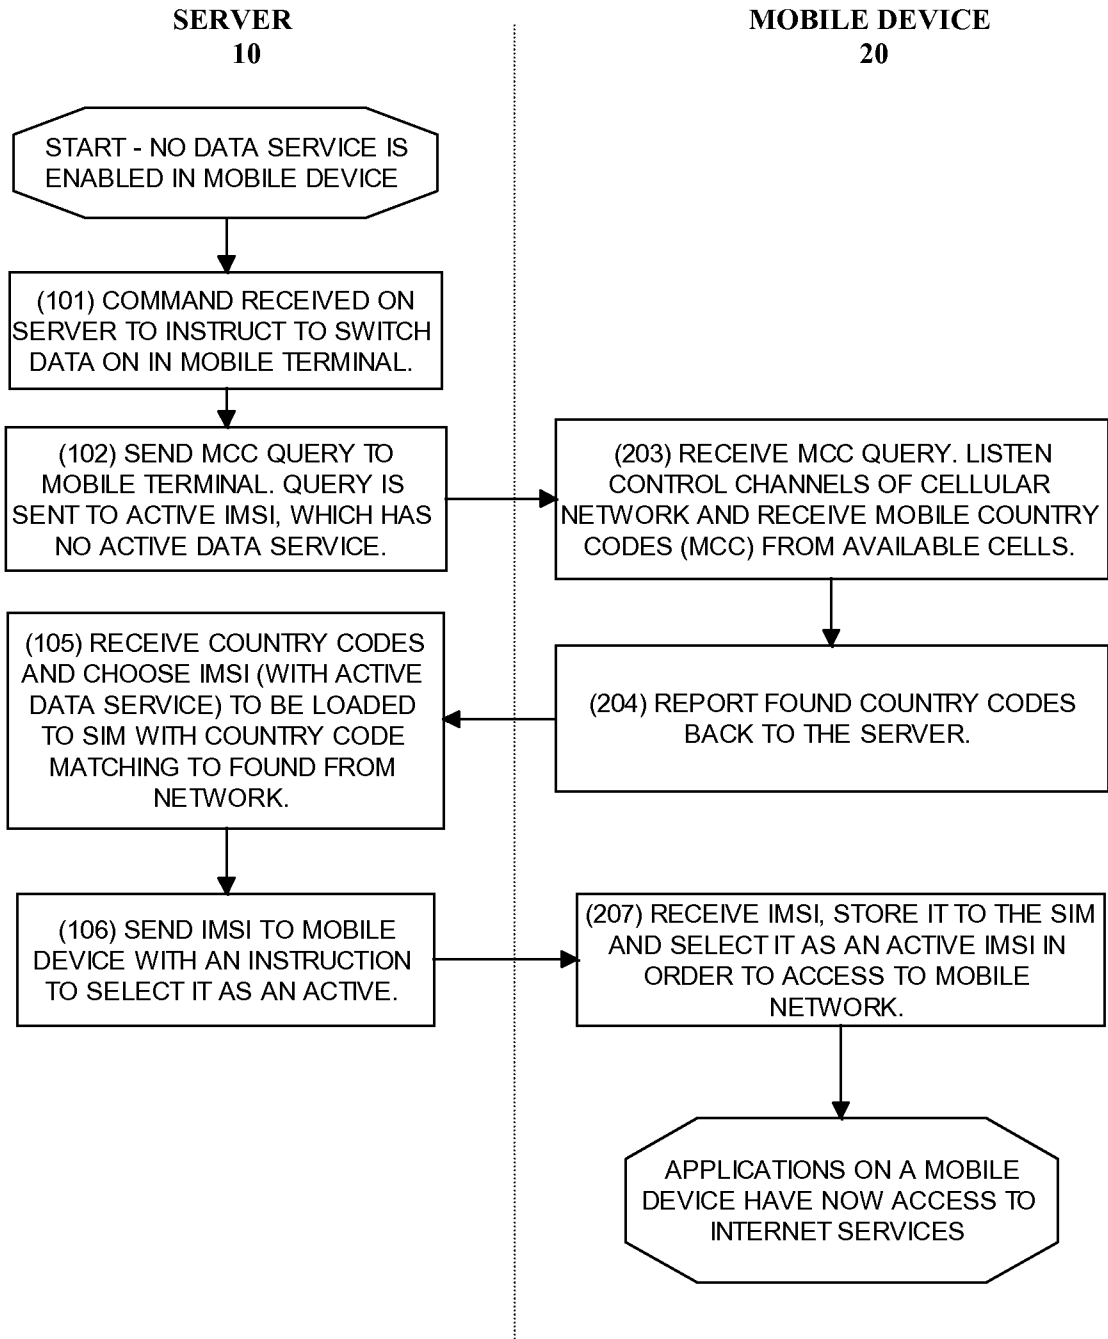 SERVER
10
MOBILE DEVICE
20
START - NO DATA SERVICE IS
ENABLED IN MOBILE DEVICE
(101) COMMAND RECEIVED ON
SERVER TO INSTRUCT TO SWITCH
DATA ON IN MOBILE TERMINAL.
(102) SEND MCC QUERY TO
MOBILE TERMINAL. QUERY IS
SENT TO ACTIVE IMSI, WHICH HAS
NO ACTIVE DATA SERVICE.
(203) RECEIVE MCC QUERY. LISTEN
CONTROL CHANNELS OF CELLULAR
NETWORK AND RECEIVE MOBILE COUNTRY
CODES (MCC) FROM AVAILABLE CELLS.
(204) REPORT FOUND COUNTRY CODES
BACK TO THE SERVER.
(105) RECEIVE COUNTRY CODES
AND CHOOSE IMSI (WITH ACTIVE
DATA SERVICE) TO BE LOADED
TO SIM WITH COUNTRY CODE
MATCHING TO FOUND FROM
NETWORK.
(106) SEND IMSI TO MOBILE
DEVICE WITH AN INSTRUCTION
TO SELECT IT AS AN ACTIVE.
(207) RECEIVE IMSI, STORE IT TO THE SIM
AND SELECT IT AS AN ACTIVE IMSI IN
ORDER TO ACCESS TO MOBILE
NETWORK.
APPLICATIONS ON A MOBILE
DEVICE HAVE NOW ACCESS TO
INTERNET SERVICES